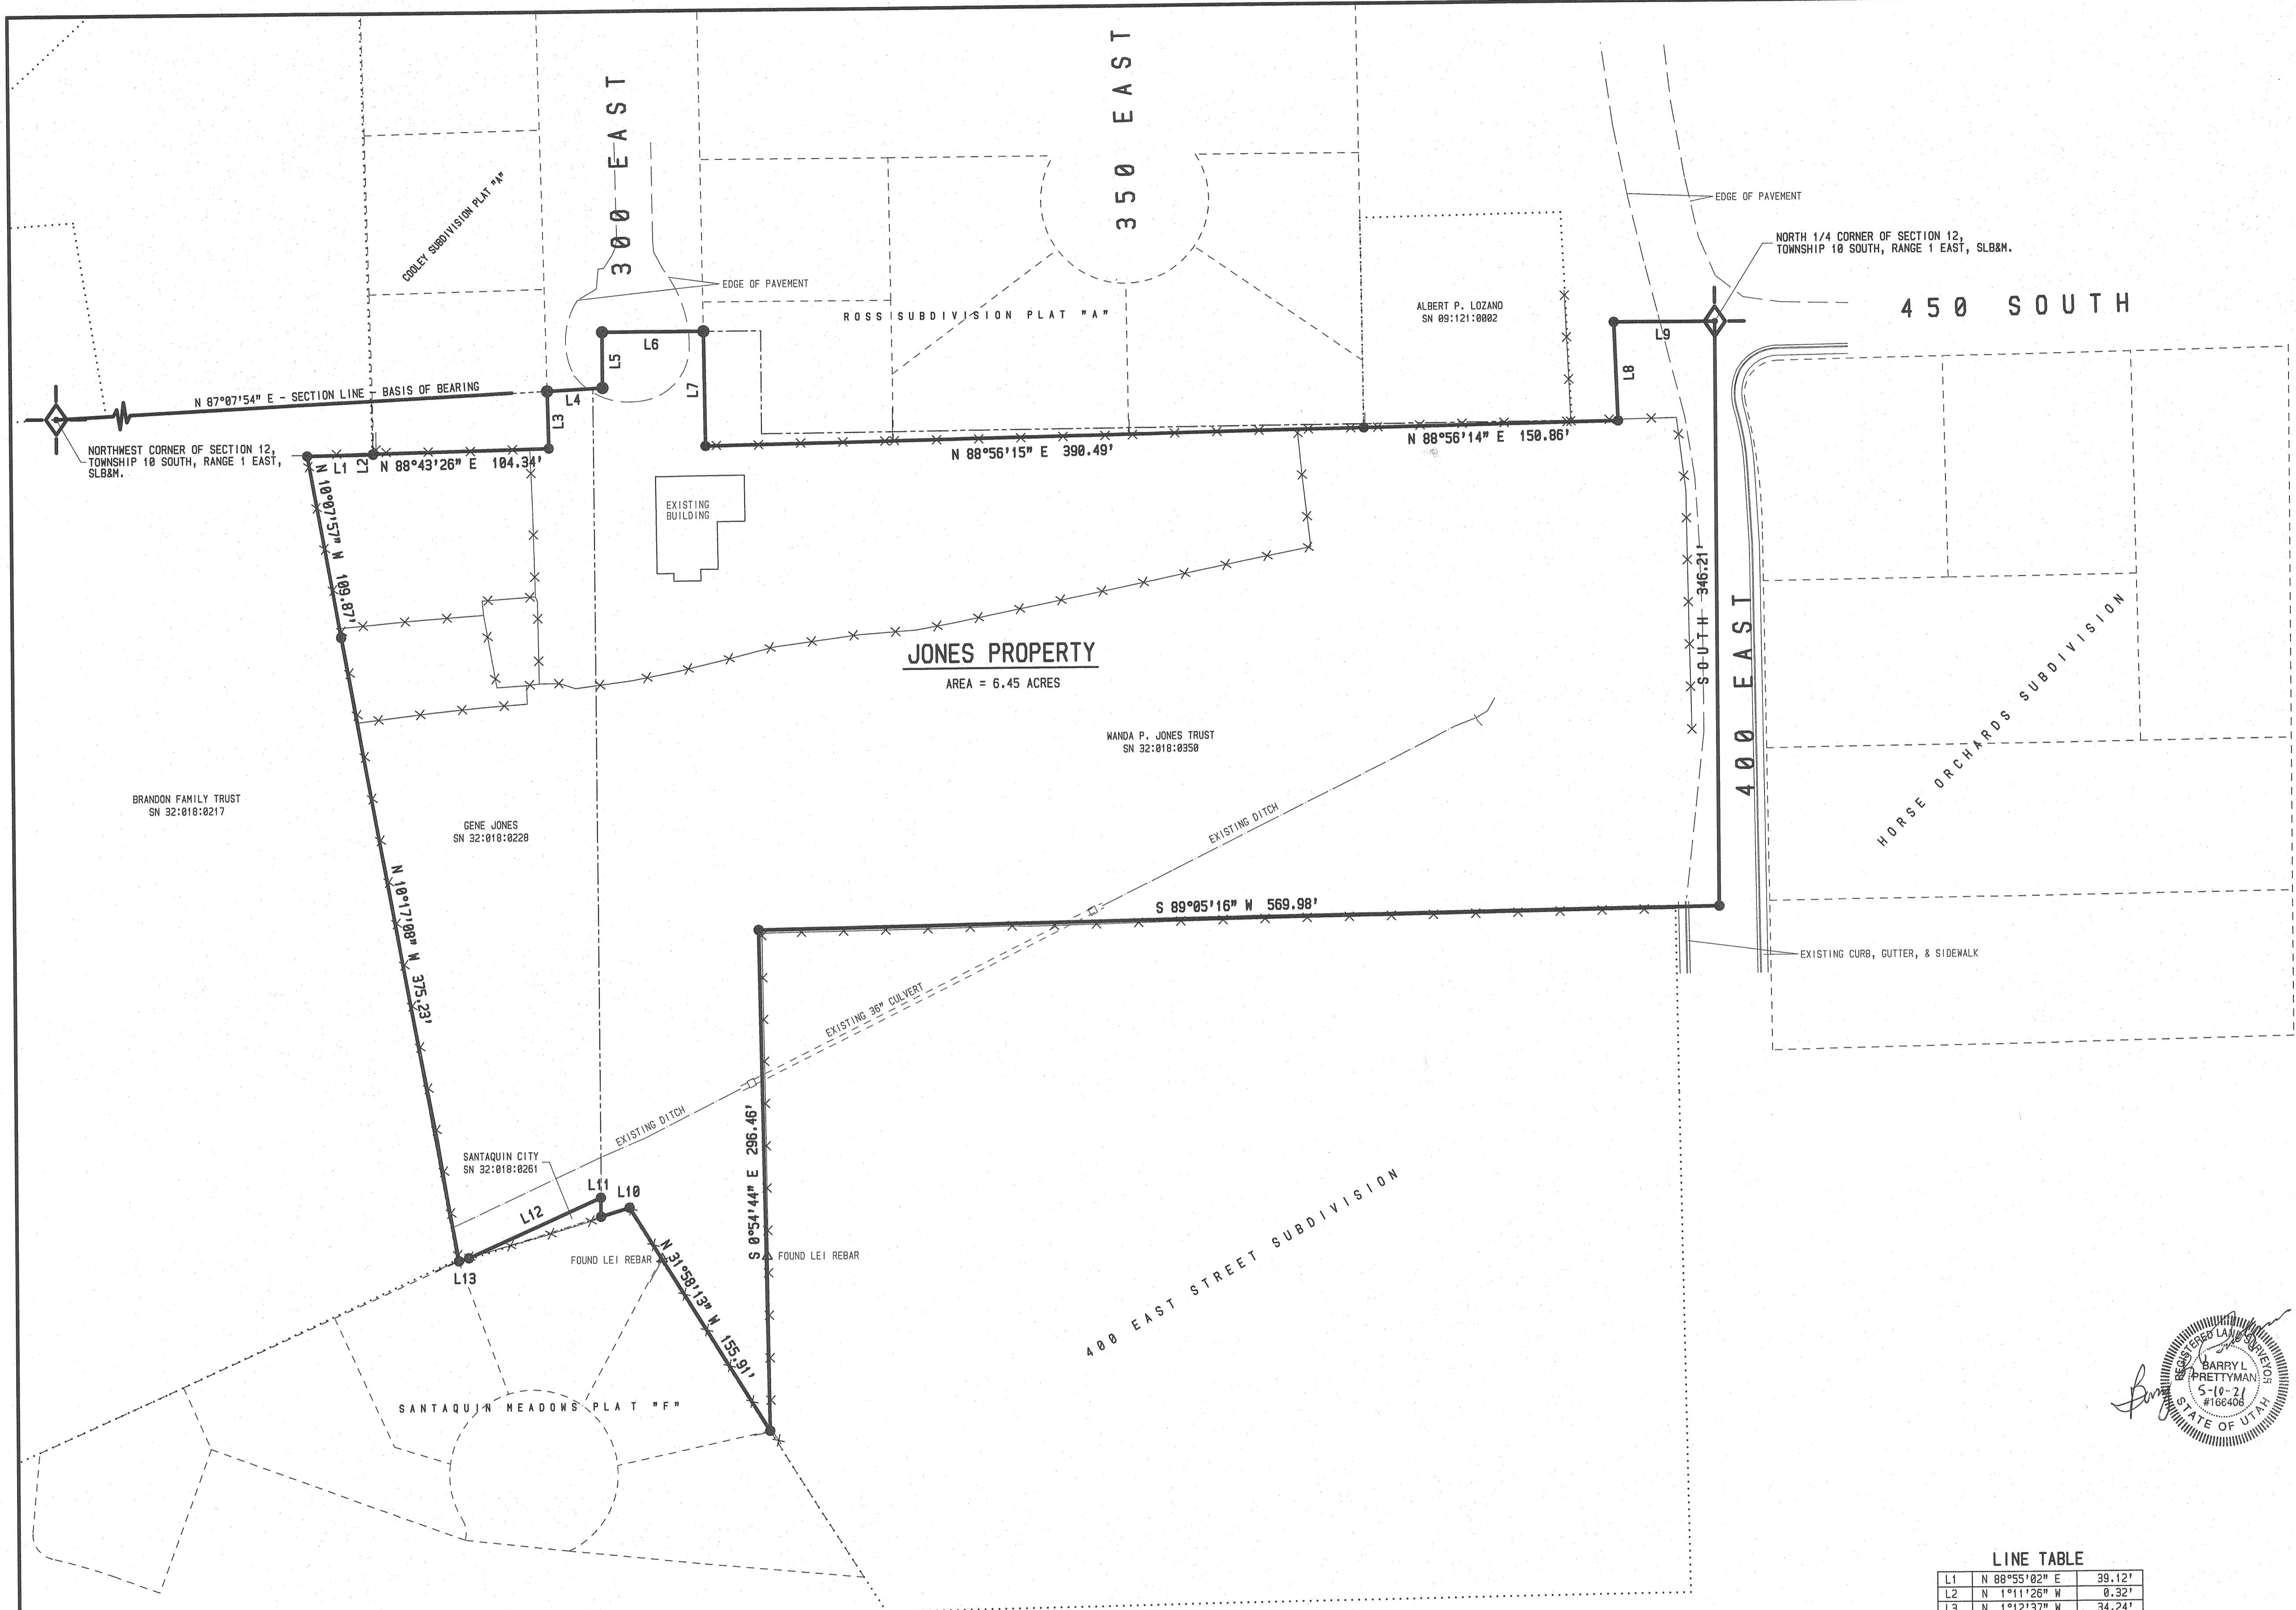 300 EAST
350 EAST
COOLEY SUBDIVISION PLAT "A"
EDGE OF PAVEMENT
EDGE OF PAVEMENT
NORTH 1/4 CORNER OF SECTION 12,
TOWNSHIP 10 SOUTH, RANGE 1 EAST, SLB&M.
450 SOUTH
ROSS SUBDIVISION PLAT "A"
ALBERT P. LOZANO
SN 09:121:0002
L9
L6
L5
L7
L8
L4
L3
N 87°07'54" E - SECTION LINE - BASIS OF BEARING
NORTHWEST CORNER OF SECTION 12,
TOWNSHIP 10 SOUTH, RANGE 1 EAST,
SLB&M.
L1
L2
N 88°43'26" E 104.34'
N 88°56'15" E 390.49'
N 88°56'14" E 150.86'
N 10°07'57" W 109.87'
EXISTING
BUILDING
SOUTH 346.21'
400 EAST
HORSE ORCHARDS SUBDIVISION
JONES PROPERTY
AREA = 6.45 ACRES
WANDA P. JONES TRUST
SN 32:018:0350
BRANDON FAMILY TRUST
SN 32:018:0217
GENE JONES
SN 32:018:0228
EXISTING DITCH
N 10°17'08" W 375.23'
S 89°05'16" W 569.98'
EXISTING CURB, GUTTER, & SIDEWALK
EXISTING 36" CULVERT
EXISTING DITCH
S 0°54'44" E 296.46'
SANTAQUIN CITY
SN 32:018:0261
L11
L10
L12
L13
FOUND LEI REBAR
FOUND LEI REBAR
N 31°58'13" W 155.91'
400 EAST STREET SUBDIVISION
SANTAQUIN MEADOWS PLAT "F"
REGISTERED LAND SURVEYOR
BARRY L
PRETTYMAN
5-10-21
#166406
STATE OF UTAH
LINE TABLE
L1 N 88°55'02" E 39.12'
L2 N 1°11'26" W 0.32'
L3 N 1°12'37" W 34.24'